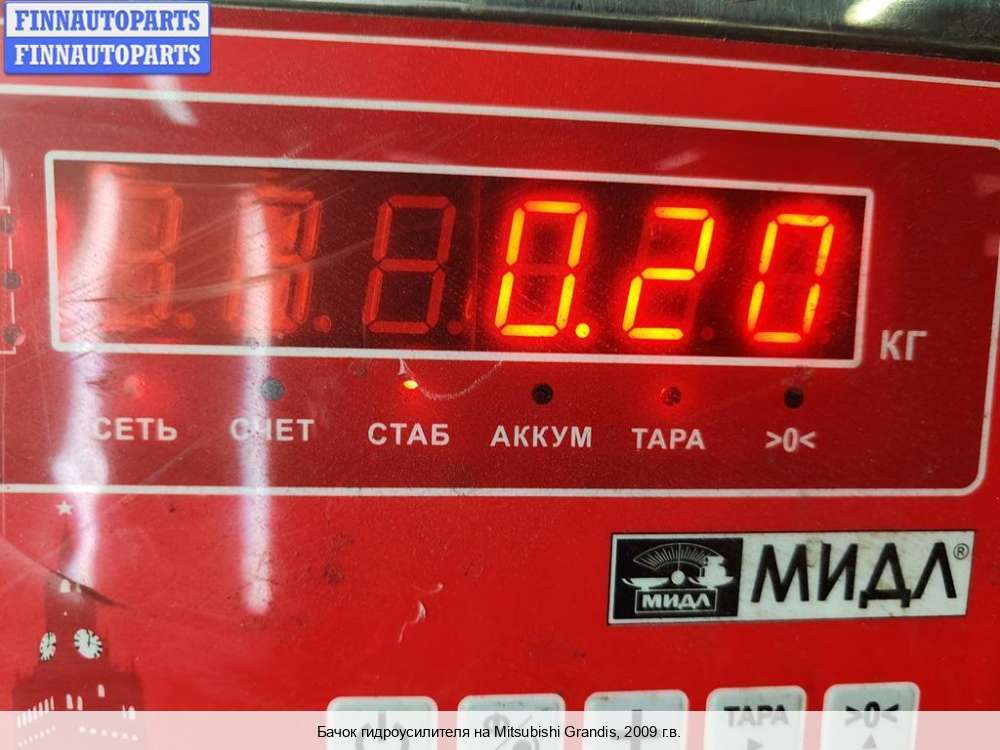 FINNAUTOPARTS
FINNAUTOPARTS
0.20
КГ
СЕТЬ СЧЕТ СТАБ АККУМ ТАРА >0<
МИДЛ МИДЛ®
ТАРА >0<
Бачок гидроусилителя на Mitsubishi Grandis, 2009 г.в.